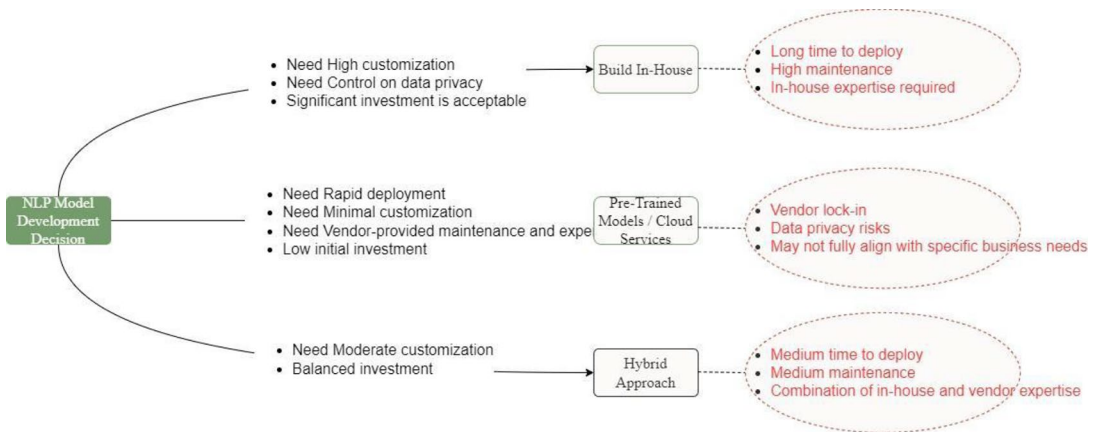 NLP Model
Development
Decision
Need High customization
Need Control on data privacy
Significant investment is acceptable
Build In-House
Long time to deploy
High maintenance
In-house expertise required
Need Rapid deployment
Need Minimal customization
Need Vendor-provided maintenance and expe
Low initial investment
Pre-Trained
Models / Cloud
Services
Vendor lock-in
Data privacy risks
May not fully align with specific business needs
Need Moderate customization
Balanced investment
Hybrid
Approach
Medium time to deploy
Medium maintenance
Combination of in-house and vendor expertise